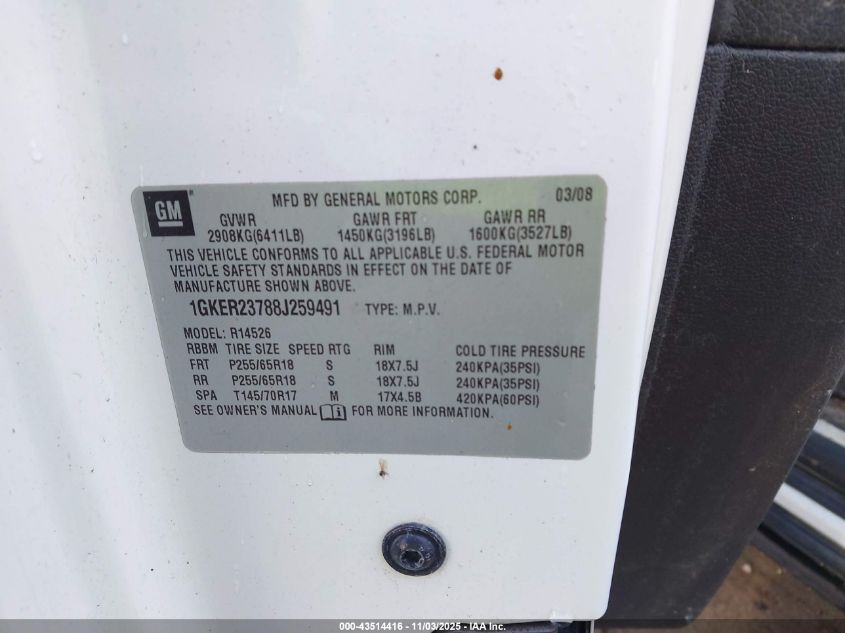 GM
MFD BY GENERAL MOTORS CORP. 03/08
GVWR GAWR FRT GAWR RR
2908KG(6411LB) 1450KG(3196LB) 1600KG(3527LB)
THIS VEHICLE CONFORMS TO ALL APPLICABLE U.S. FEDERAL MOTOR
VEHICLE SAFETY STANDARDS IN EFFECT ON THE DATE OF
MANUFACTURE SHOWN ABOVE.
1GKER23788J259491 TYPE: M.P.V.
MODEL: R14526
RBBM TIRE SIZE SPEED RTG RIM COLD TIRE PRESSURE
FRT P255/65R18 S 18X7.5J 240KPA(35PSI)
RR P255/65R18 S 18X7.5J 240KPA(35PSI)
SPA T145/70R17 M 17X4.5B 420KPA(60PSI)
SEE OWNER'S MANUAL FOR MORE INFORMATION.
000-43514416 - 11/03/2025 - IAA Inc.